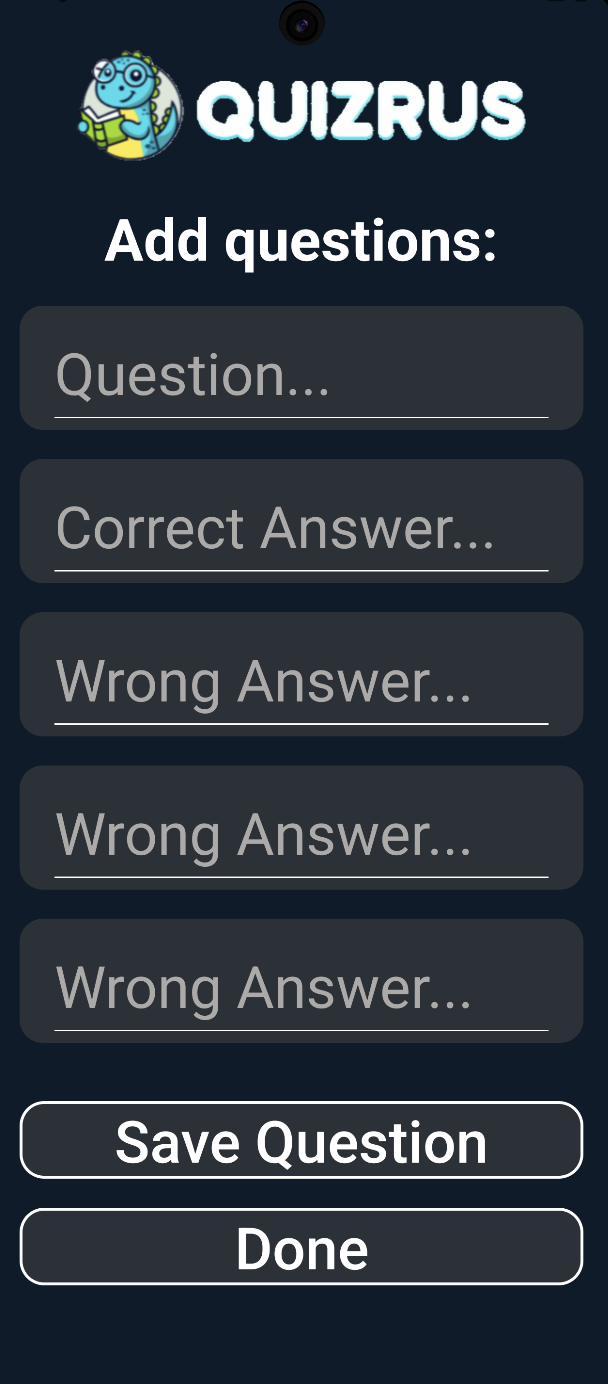 QUIZRUS
Add questions:
Question...
Correct Answer...
Wrong Answer...
Wrong Answer...
Wrong Answer...
Save Question
Done